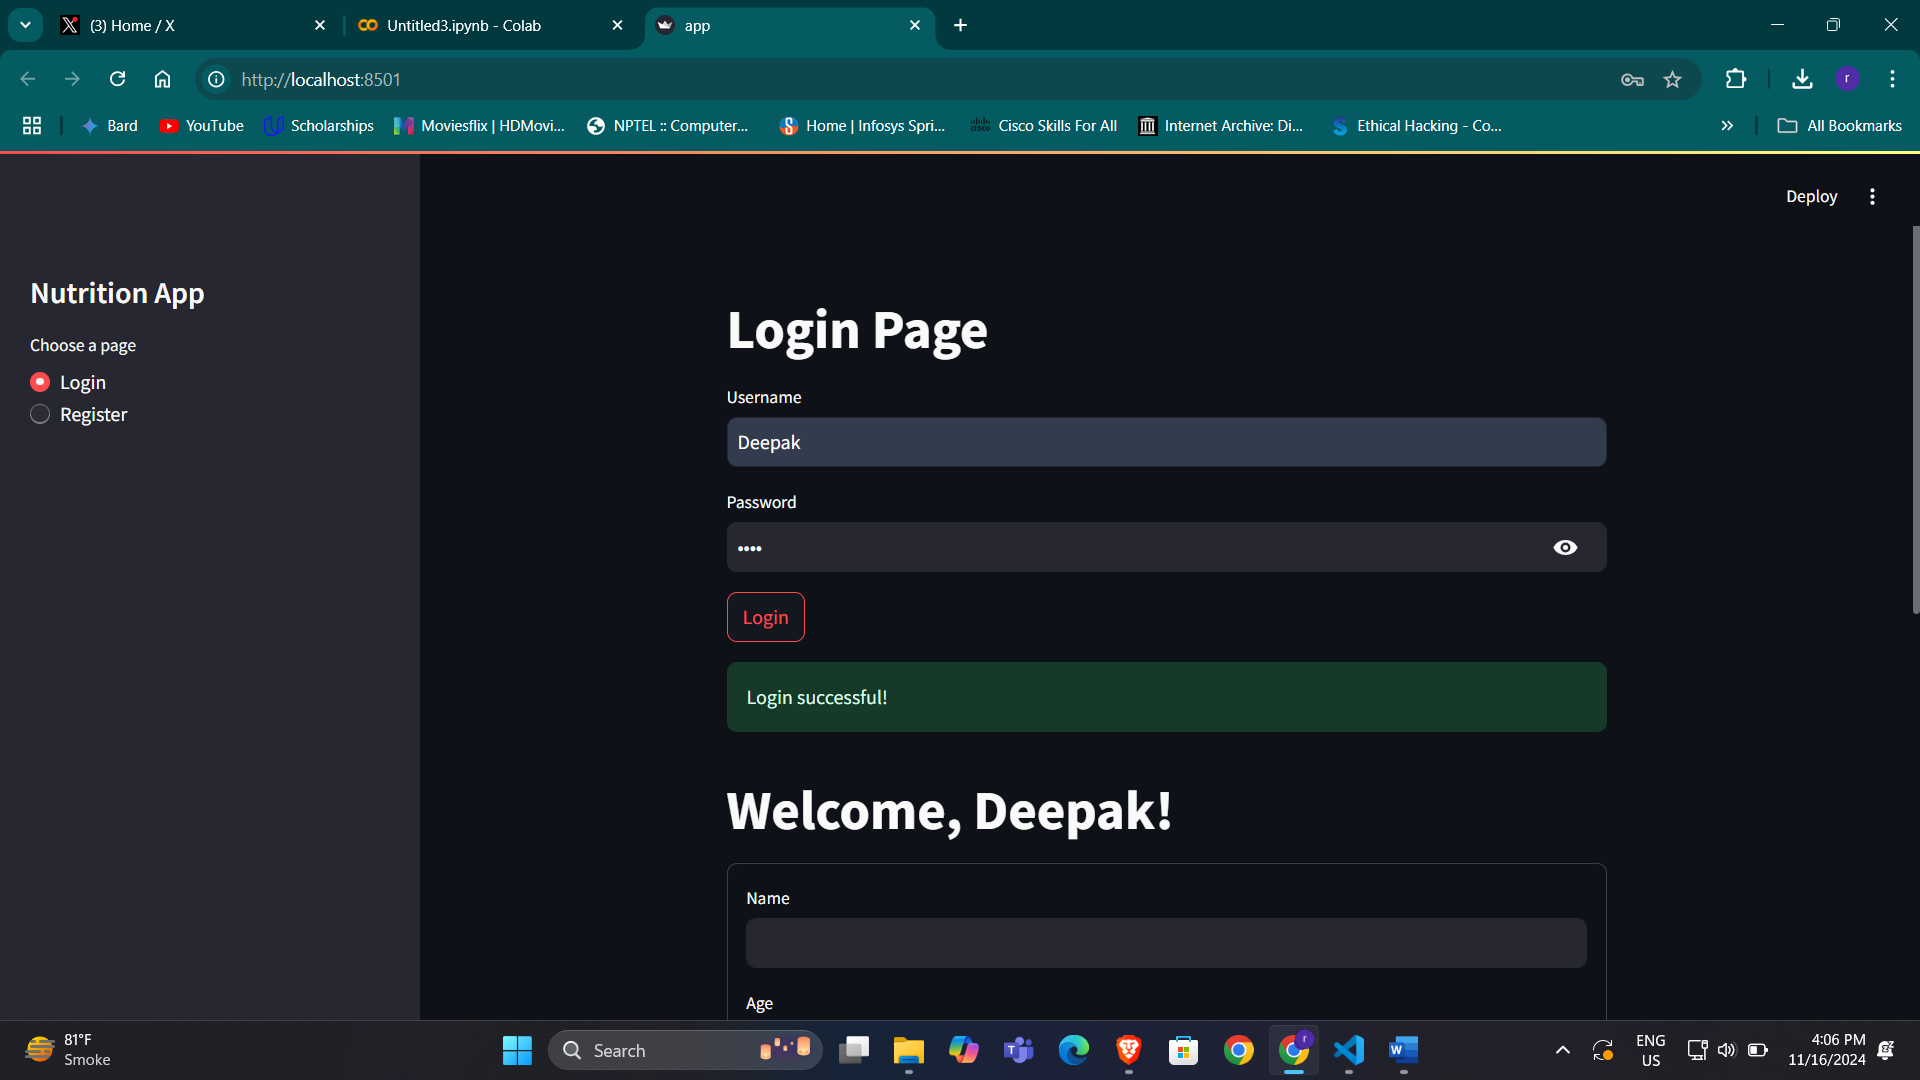 (3) Home / X
Untitled3.ipynb - Colab
app
http://localhost:8501
r
Bard
YouTube
Scholarships
Moviesflix | HDMovi...
NPTEL :: Computer...
Home | Infosys Spri...
Cisco Skills For All
Internet Archive: Di...
Ethical Hacking - Co...
All Bookmarks
Deploy
Nutrition App
Choose a page
Login
Register
Login Page
Username
Deepak
Password
••••
Login
Login successful!
Welcome, Deepak!
Name
Age
81°F
Smoke
Search
ENG
US
4:06 PM
11/16/2024